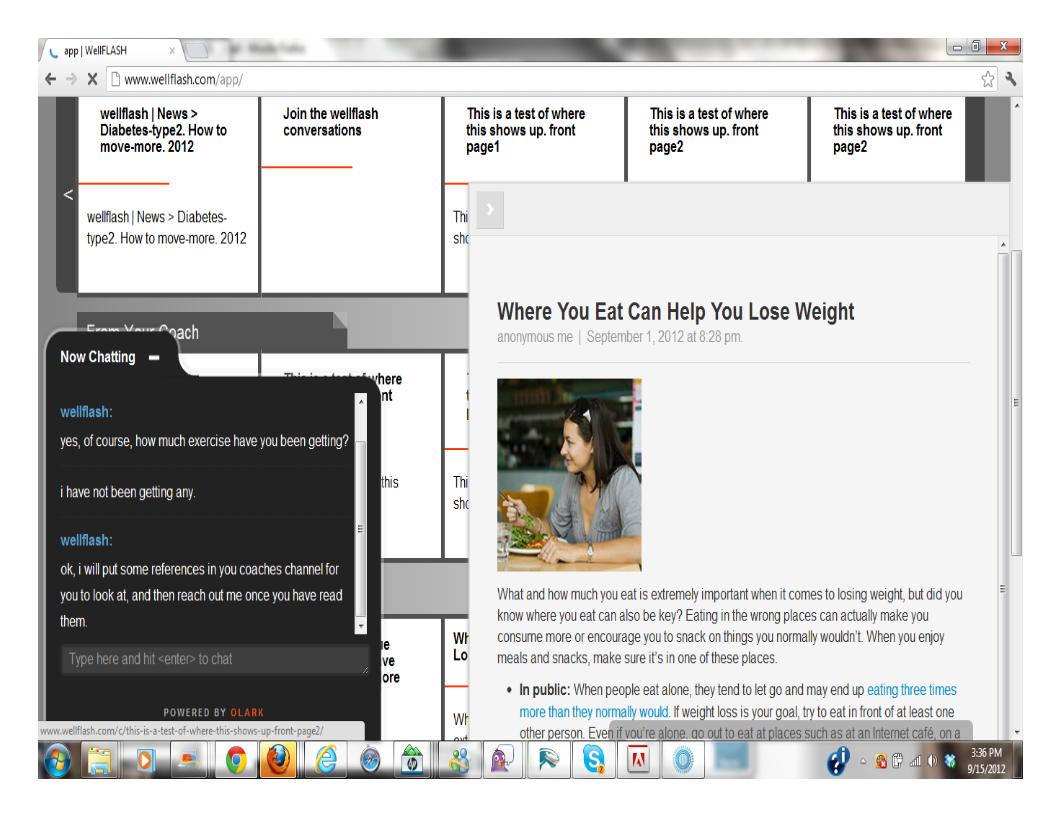 app | WellFLASH
www.wellflash.com/app/
wellflash | News >
Diabetes-type2. How to
move-more. 2012
wellflash | News > Diabetes-
type2. How to move-more. 2012
Join the wellflash
conversations
This is a test of where
this shows up. front
page1
This is a test of where
this shows up. front
page2
This is a test of where
this shows up. front
page2
<
Thi
sho
From Your Coach
This is a test of where
this
Thi
sho
Now Chatting
wellflash:
yes, of course, how much exercise have you been getting?
i have not been getting any.
wellflash:
ok, i will put some references in you coaches channel for
you to look at, and then reach out me once you have read
them.
Type here and hit <enter> to chat
POWERED BY OLARK
www.wellflash.com/c/this-is-a-test-of-where-this-shows-up-front-page2/
Wh
Lo
Wh
Where You Eat Can Help You Lose Weight
anonymous me | September 1, 2012 at 8:28 pm.
What and how much you eat is extremely important when it comes to losing weight, but did you
know where you eat can also be key? Eating in the wrong places can actually make you
consume more or encourage you to snack on things you normally wouldn't. When you enjoy
meals and snacks, make sure it's in one of these places.
• In public: When people eat alone, they tend to let go and may end up eating three times
more than they normally would. If weight loss is your goal, try to eat in front of at least one
other person. Even if you're alone, go out to eat at places such as at an Internet café, on a
3:36 PM
9/15/2012